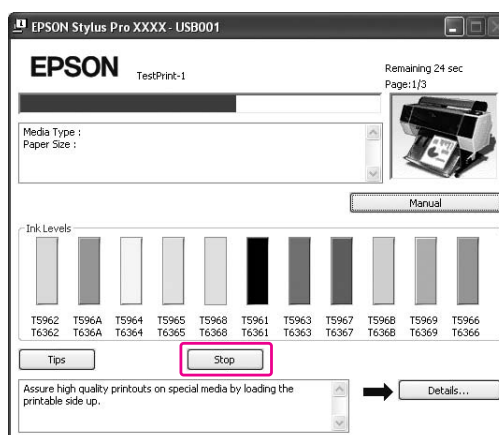 EPSON Stylus Pro XXXX - USB001
EPSON TestPrint-1
Remaining 24 sec
Page:1/3
Media Type :
Paper Size :
Manual
Ink Levels
T5962 T596A T5964 T5965 T5968 T5961 T5963 T5967 T596B T5969 T5966
T6362 T636A T6364 T6365 T6368 T6361 T6363 T6367 T636B T6369 T6366
Tips Stop
Assure high quality printouts on special media by loading the
printable side up.
Details...